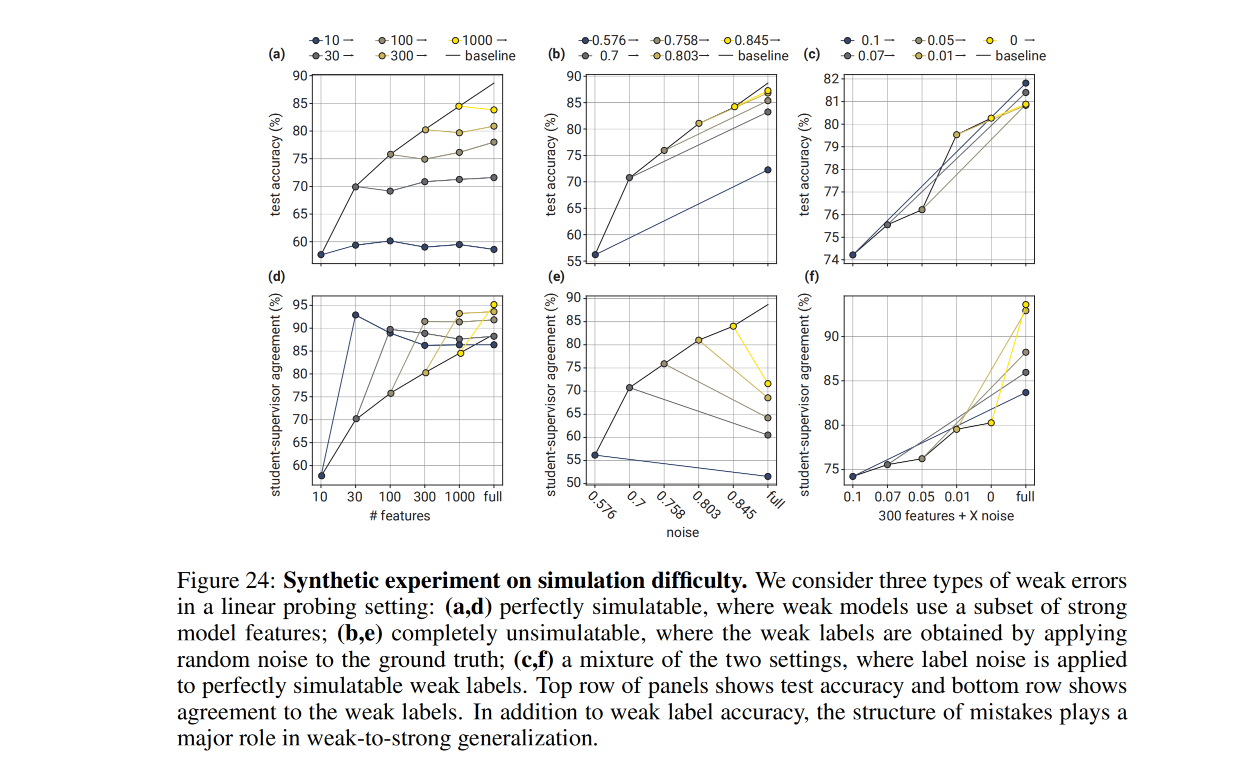 (a)
10 → 100 → 1000 →
30 → 300 → baseline
(b)
0.576→ 0.758→ 0.845→
0.7 → 0.803→ baseline
(c)
0.1 → 0.05→ 0 →
0.07→ 0.01→ baseline
test accuracy (%)
90
85
80
75
70
65
60
test accuracy (%)
90
85
80
75
70
65
60
55
test accuracy (%)
82
81
80
79
78
77
76
75
74
(d)
student-supervisor agreement (%)
95
90
85
80
75
70
65
60
10 30 100 300 1000 full
# features
(e)
student-supervisor agreement (%)
90
85
80
75
70
65
60
55
50
0.576 0.7 0.758 0.803 0.845 full
noise
(f)
student-supervisor agreement (%)
90
85
80
75
0.1 0.07 0.05 0.01 0 full
300 features + X noise
Figure 24: Synthetic experiment on simulation difficulty. We consider three types of weak errors
in a linear probing setting: (a,d) perfectly simulatable, where weak models use a subset of strong
model features; (b,e) completely unsimulatable, where the weak labels are obtained by applying
random noise to the ground truth; (c,f) a mixture of the two settings, where label noise is applied
to perfectly simulatable weak labels. Top row of panels shows test accuracy and bottom row shows
agreement to the weak labels. In addition to weak label accuracy, the structure of mistakes plays a
major role in weak-to-strong generalization.